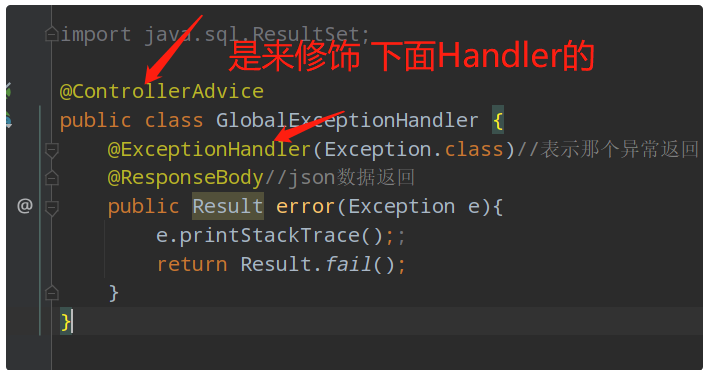 import java.sql.ResultSet;
是来修饰 下面Handler的
@ControllerAdvice
public class GlobalExceptionHandler {
@ExceptionHandler(Exception.class)//表示那个异常返回
@ResponseBody//json数据返回
@
public Result error(Exception e){
e.printStackTrace();;
return Result.fail();
}
}